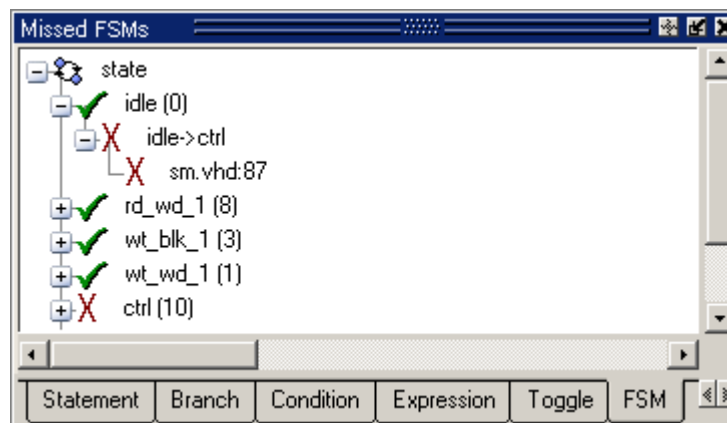 Missed FSMs
state
idle (0)
idle->ctrl
sm.vhd:87
rd_wd_1 (8)
wt_blk_1 (3)
wt_wd_1 (1)
ctrl (10)
Statement Branch Condition Expression Toggle FSM